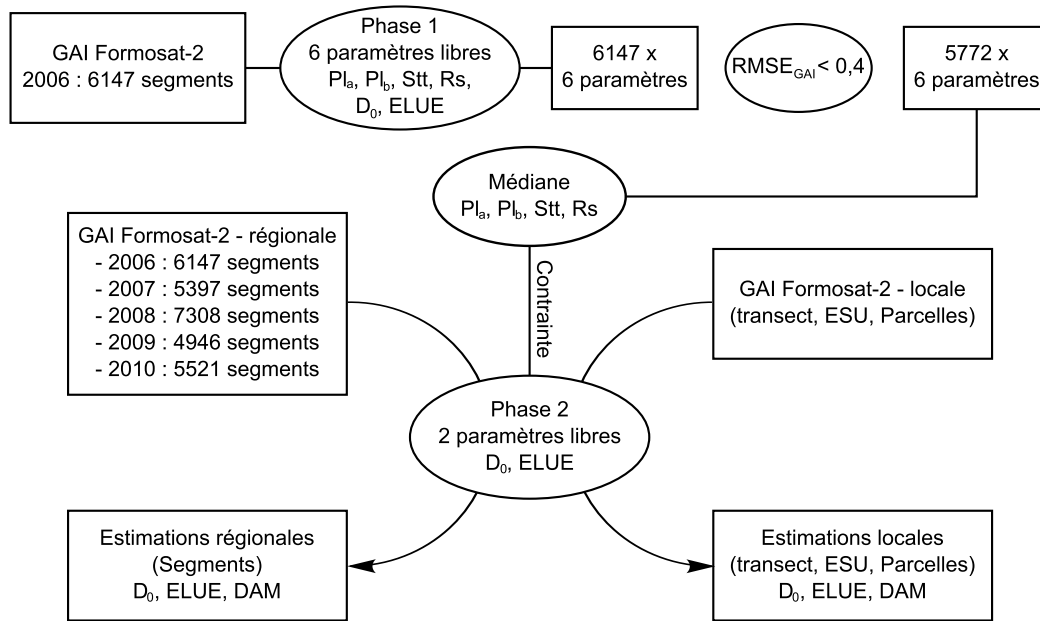 GAI Formosat-2
2006 : 6147 segments
Phase 1
6 paramètres libres
Pla, Plb, Stt, Rs,
D0, ELUE
6147 x
6 paramètres
RMSEGAI < 0,4
5772 x
6 paramètres
Médiane
Pla, Plb, Stt, Rs
Contrainte
GAI Formosat-2 - régionale
- 2006 : 6147 segments
- 2007 : 5397 segments
- 2008 : 7308 segments
- 2009 : 4946 segments
- 2010 : 5521 segments
GAI Formosat-2 - locale
(transect, ESU, Parcelles)
Phase 2
2 paramètres libres
D0, ELUE
Estimations régionales
(Segments)
D0, ELUE, DAM
Estimations locales
(transect, ESU, Parcelles)
D0, ELUE, DAM